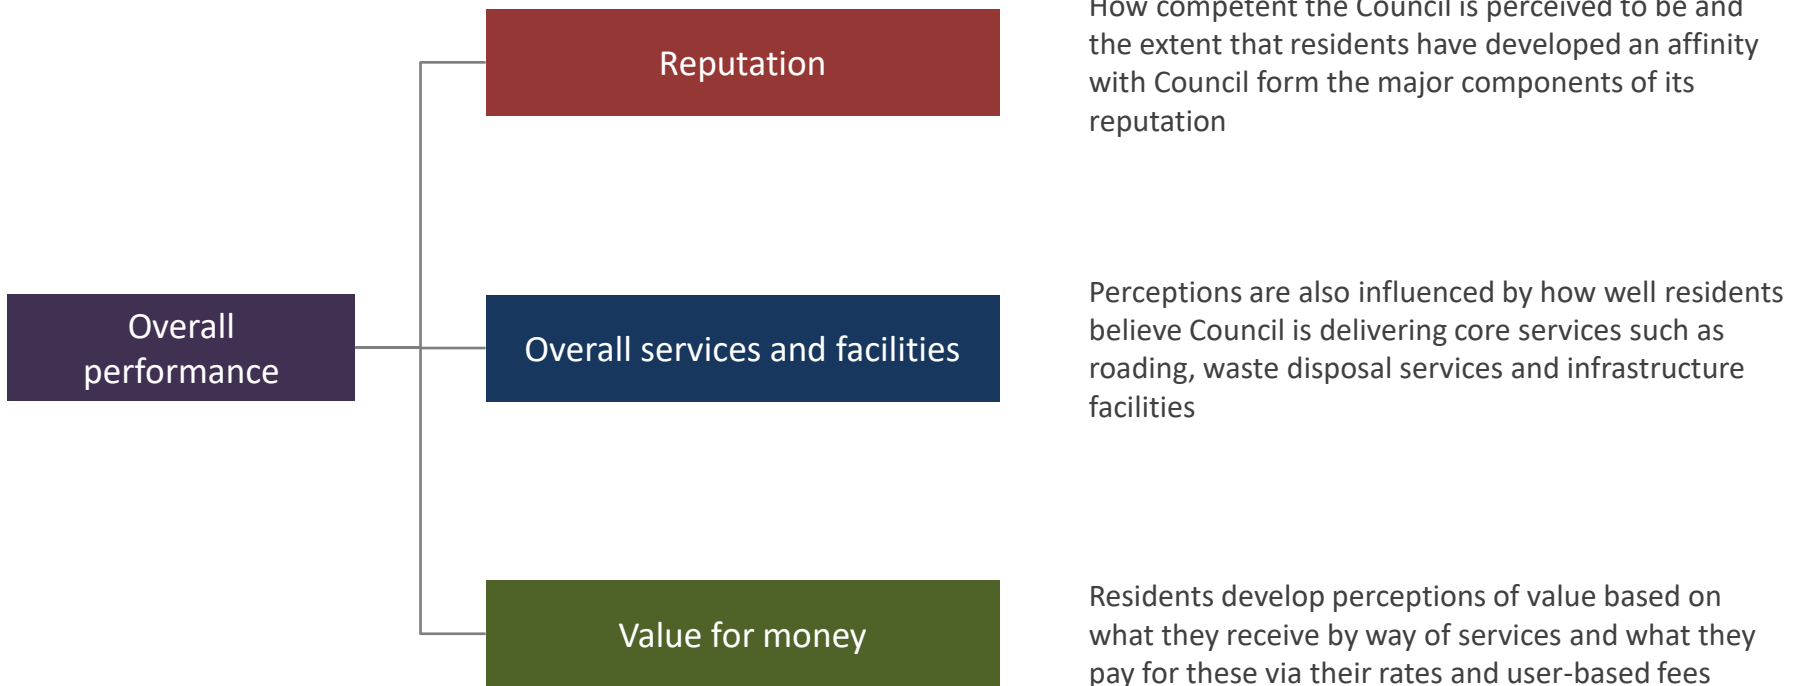 How competent the Council is perceived to be and
the extent that residents have developed an affinity
with Council form the major components of its
reputation
Reputation
Overall
performance
Overall services and facilities
Perceptions are also influenced by how well residents
believe Council is delivering core services such as
roading, waste disposal services and infrastructure
facilities
Value for money
Residents develop perceptions of value based on
what they receive by way of services and what they
pay for these via their rates and user-based fees